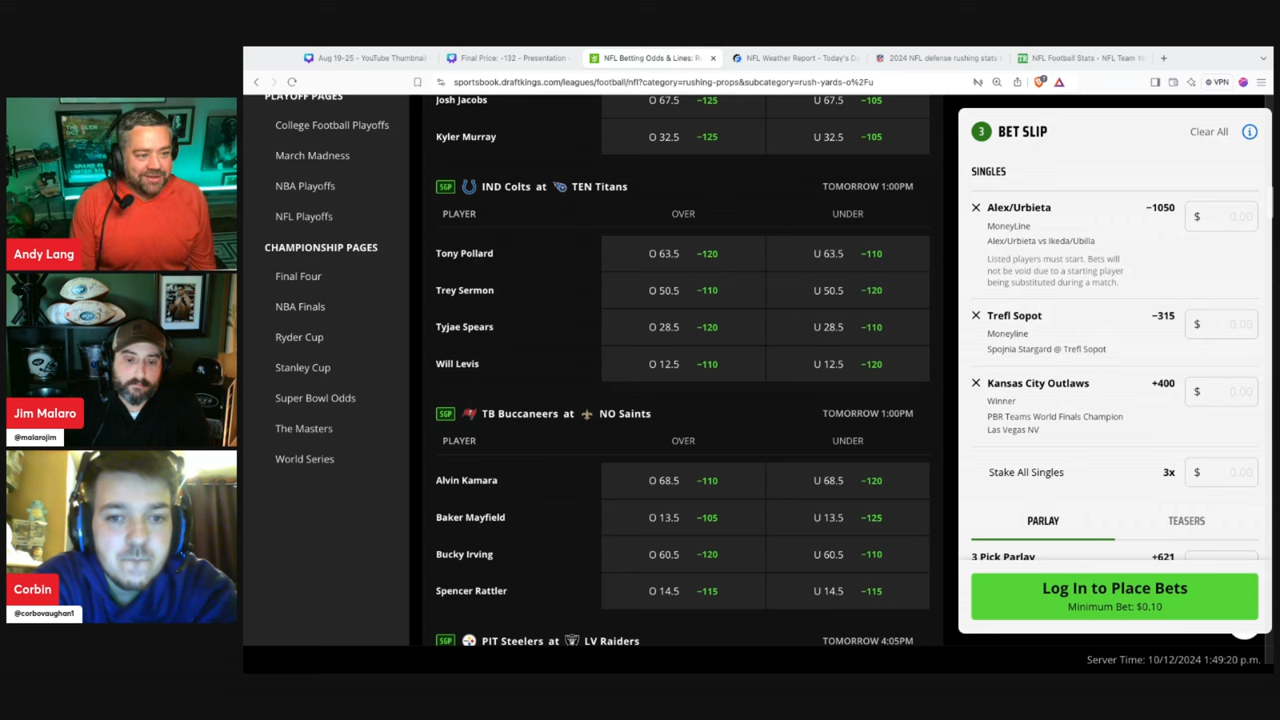 Aug 19-25 - YouTube Thumbnail
Final Price: -132 - Presentation -
NFL Betting Odds & Lines: Ru
NFL Weather Report - Today's Da
2024 NFL defense rushing stats
NFL Football Stats - NFL Team Ya
sportsbook.draftkings.com/leagues/football/nfl?category=rushing-props&subcategory=rush-yards-o%2Fu
VPN
PLAYOFF PAGES
College Football Playoffs
March Madness
NBA Playoffs
NFL Playoffs
CHAMPIONSHIP PAGES
Final Four
NBA Finals
Ryder Cup
Stanley Cup
Super Bowl Odds
The Masters
World Series
Josh Jacobs O 67.5 −125 U 67.5 −105
Kyler Murray O 32.5 −125 U 32.5 −105
SGP IND Colts at TEN Titans TOMORROW 1:00PM
PLAYER OVER UNDER
Tony Pollard O 63.5 −120 U 63.5 −110
Trey Sermon O 50.5 −110 U 50.5 −120
Tyjae Spears O 28.5 −120 U 28.5 −110
Will Levis O 12.5 −110 U 12.5 −120
SGP TB Buccaneers at NO Saints TOMORROW 1:00PM
PLAYER OVER UNDER
Alvin Kamara O 68.5 −110 U 68.5 −120
Baker Mayfield O 13.5 −105 U 13.5 −125
Bucky Irving O 60.5 −120 U 60.5 −110
Spencer Rattler O 14.5 −115 U 14.5 −115
SGP PIT Steelers at LV Raiders TOMORROW 4:05PM
3 BET SLIP Clear All
SINGLES
Alex/Urbieta −1050
$ 0.00
MoneyLine
Alex/Urbieta vs Ikeda/Ubilla
Listed players must start. Bets will
not be void due to a starting player
being substituted during a match.
Trefl Sopot −315
$ 0.00
Moneyline
Spojnia Stargard @ Trefl Sopot
Kansas City Outlaws +400
$ 0.00
Winner
PBR Teams World Finals Champion
Las Vegas NV
Stake All Singles 3x $ 0.00
PARLAY TEASERS
3 Pick Parlay +621
Log In to Place Bets
Minimum Bet: $0.10
Server Time: 10/12/2024 1:49:20 p.m.
Andy Lang
Jim Malaro
@malarojim
Corbin
@corbovaughan1